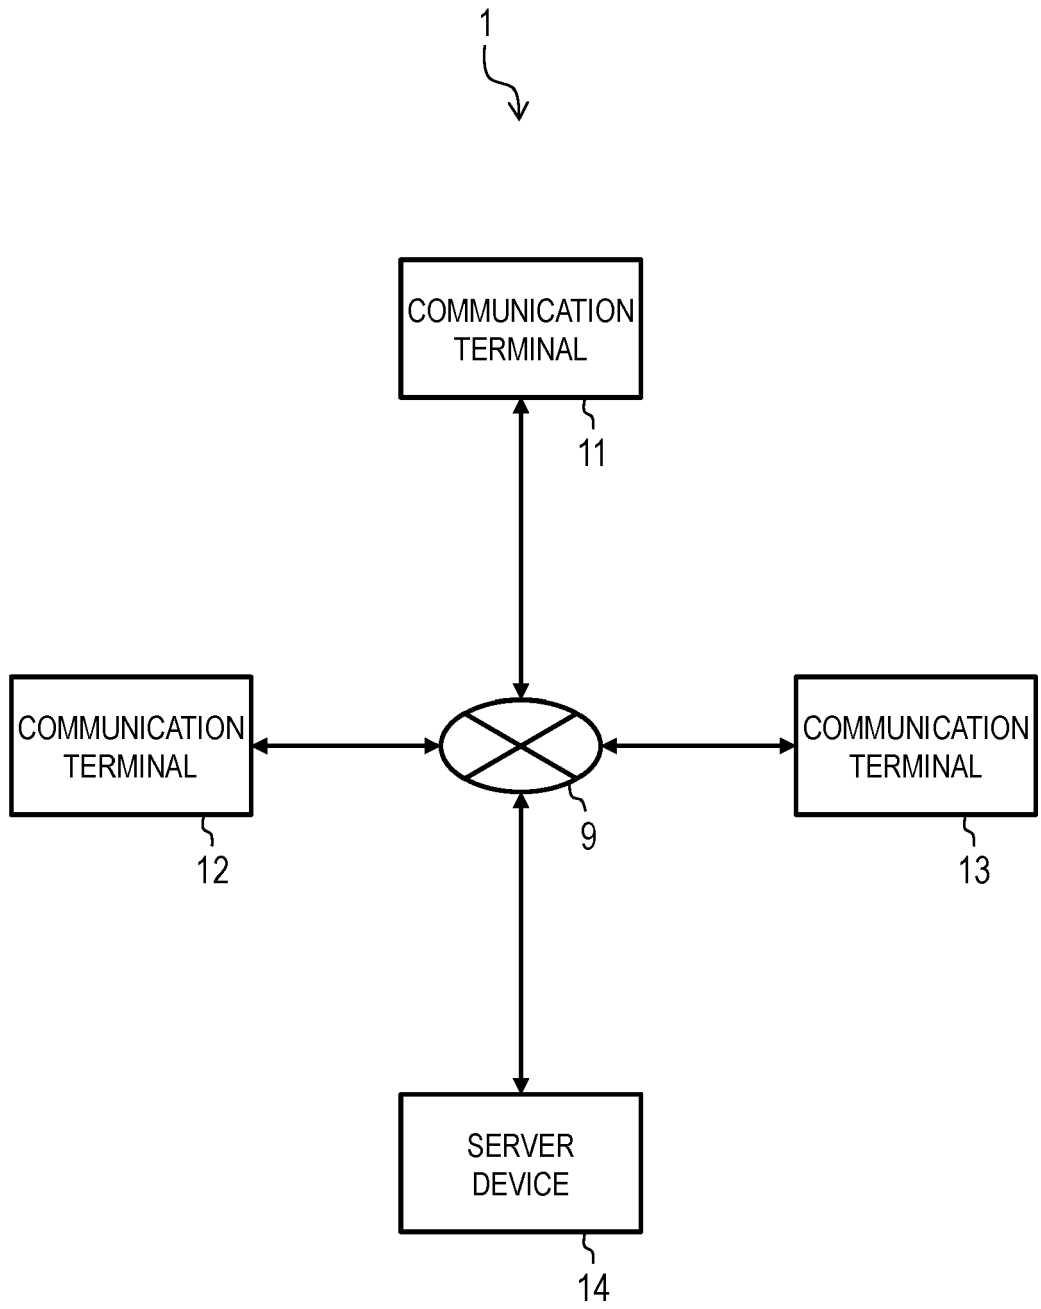 1
COMMUNICATION
TERMINAL
11
COMMUNICATION
TERMINAL
12
9
COMMUNICATION
TERMINAL
13
SERVER
DEVICE
14